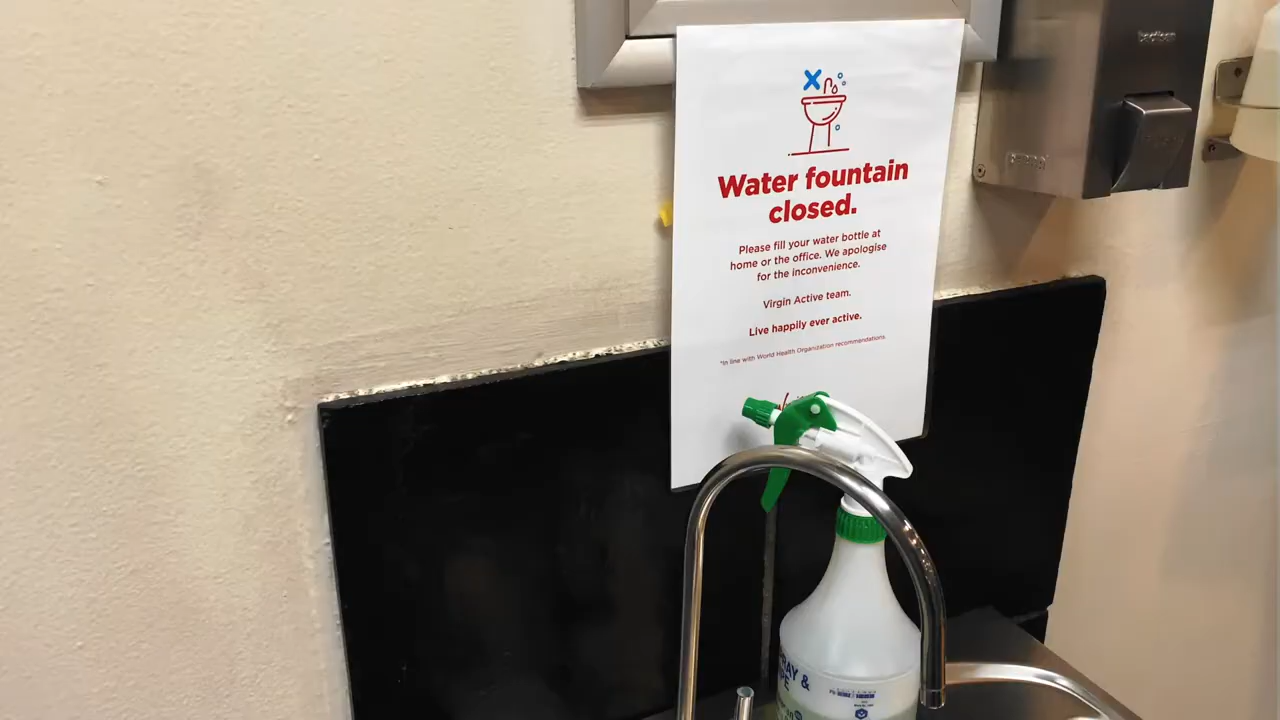 Water fountain
closed.
Please fill your water bottle at
home or the office. We apologise
for the inconvenience.
Virgin Active team.
Live happily ever active.
*In line with World Health Organization recommendations.